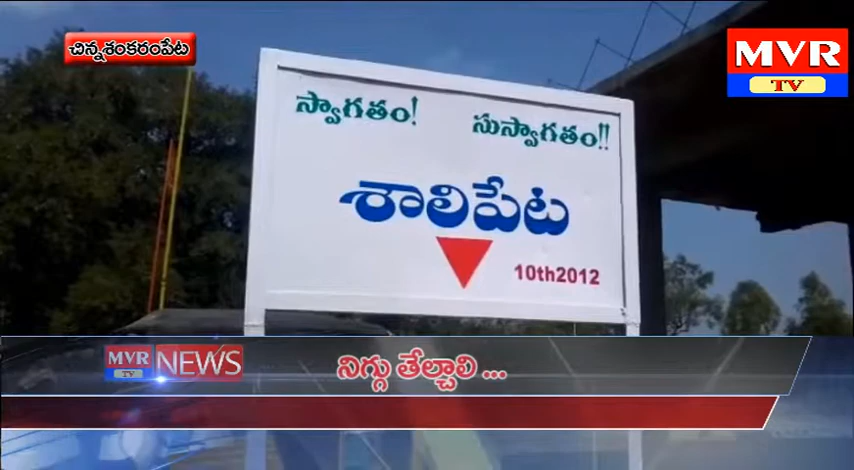 చిన్నశంకరంపేట
MVR
TV
స్వాగతం!
సుస్వాగతం!!
శాలిపేట
10th2012
MVR
TV
NEWS
నిగ్గు తేల్చాలి ...